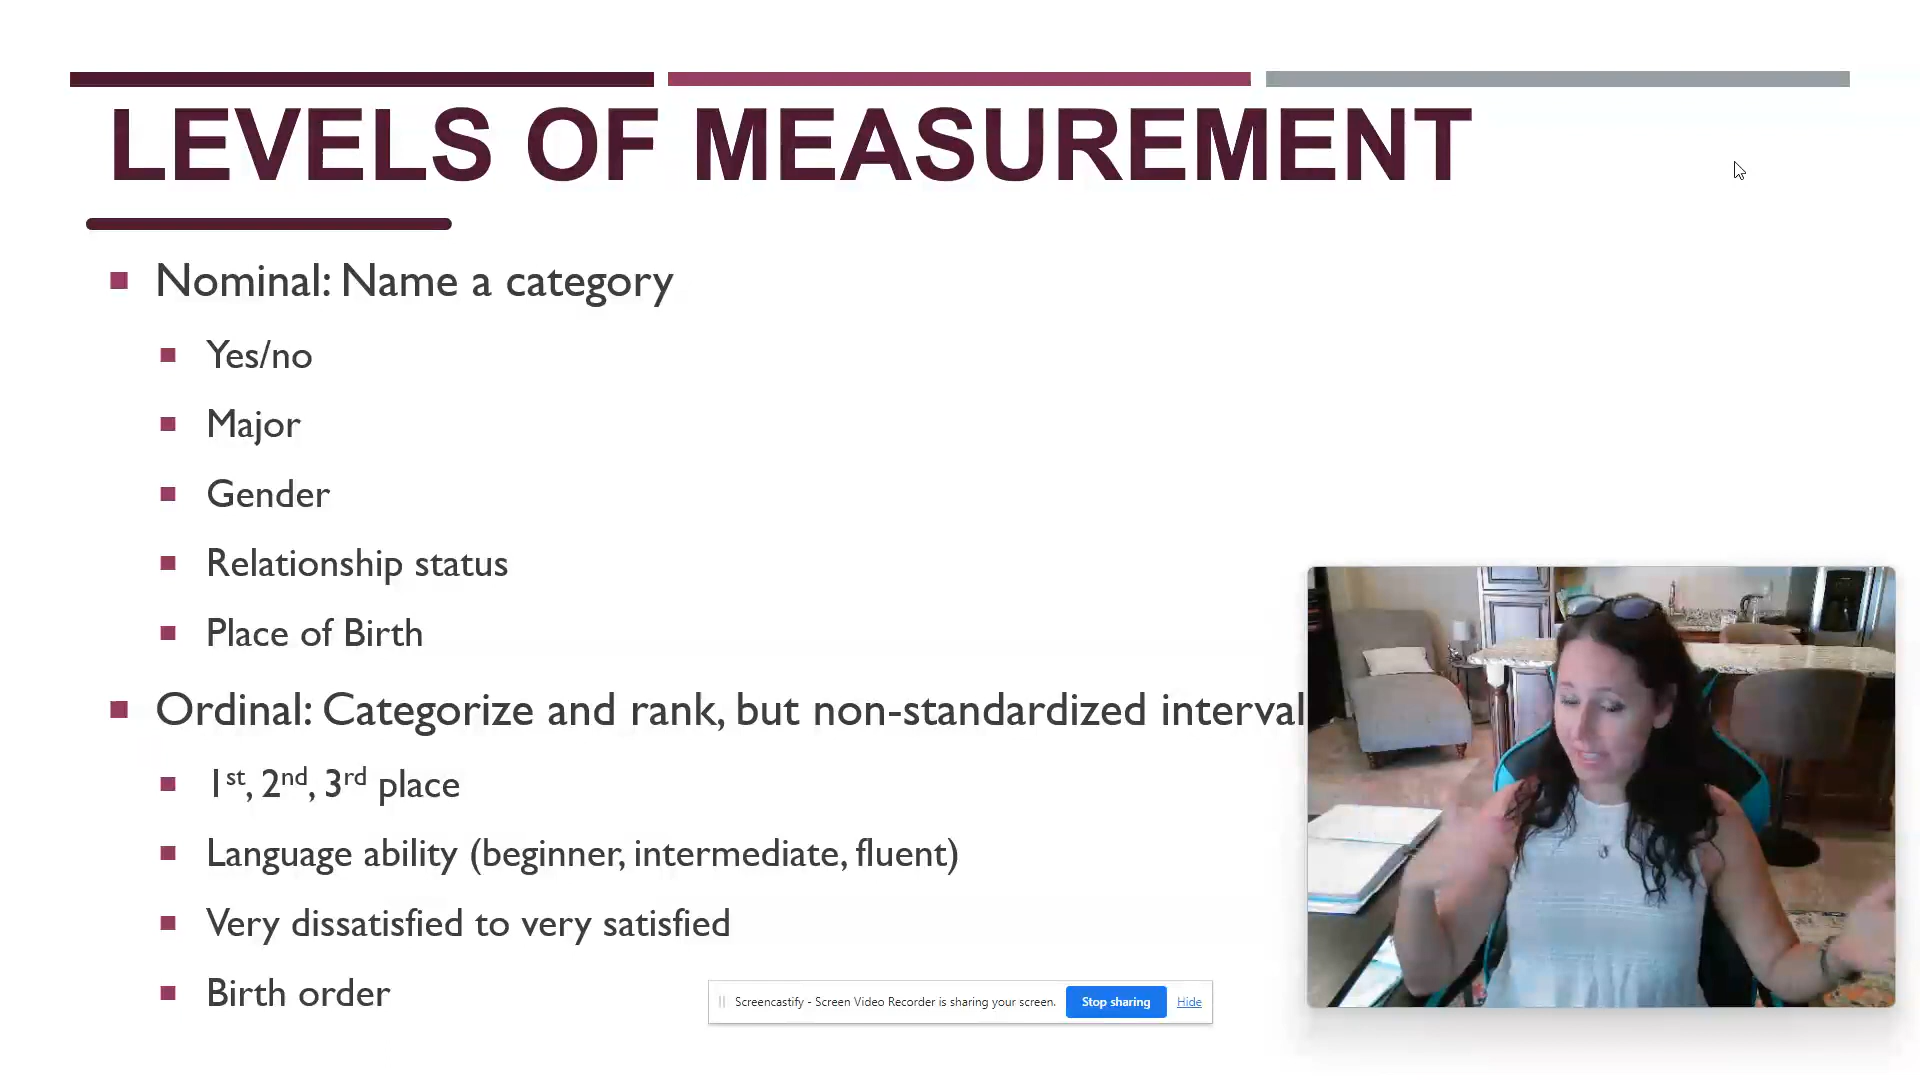 LEVELS OF MEASUREMENT
Nominal: Name a category
Yes/no
Major
Gender
Relationship status
Place of Birth
Ordinal: Categorize and rank, but non-standardized interval
1st, 2nd, 3rd place
Language ability (beginner, intermediate, fluent)
Very dissatisfied to very satisfied
Birth order
Screencastify - Screen Video Recorder is sharing your screen. Stop sharing Hide